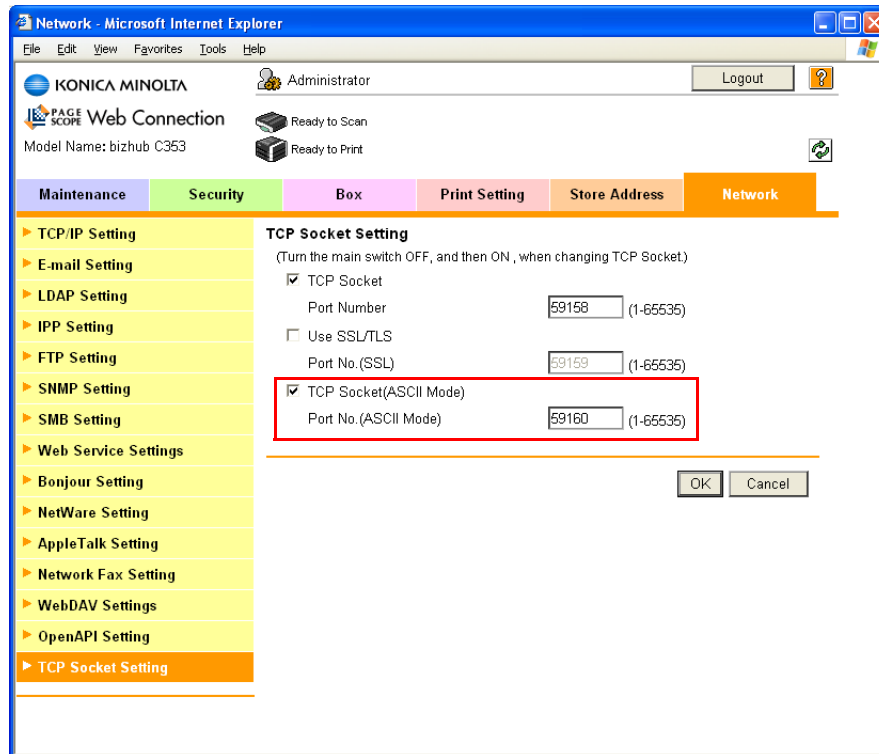 Network - Microsoft Internet Explorer
File Edit View Favorites Tools Help
KONICA MINOLTA
Administrator
Logout
?
PAGE SCOPE Web Connection
Ready to Scan
Model Name: bizhub C353
Ready to Print
Maintenance Security Box Print Setting Store Address Network
TCP/IP Setting
E-mail Setting
LDAP Setting
IPP Setting
FTP Setting
SNMP Setting
SMB Setting
Web Service Settings
Bonjour Setting
NetWare Setting
AppleTalk Setting
Network Fax Setting
WebDAV Settings
OpenAPI Setting
TCP Socket Setting
TCP Socket Setting
(Turn the main switch OFF, and then ON , when changing TCP Socket.)
TCP Socket
Port Number 59158 (1-65535)
Use SSL/TLS
Port No.(SSL) 59159 (1-65535)
TCP Socket(ASCII Mode)
Port No.(ASCII Mode) 59160 (1-65535)
OK Cancel